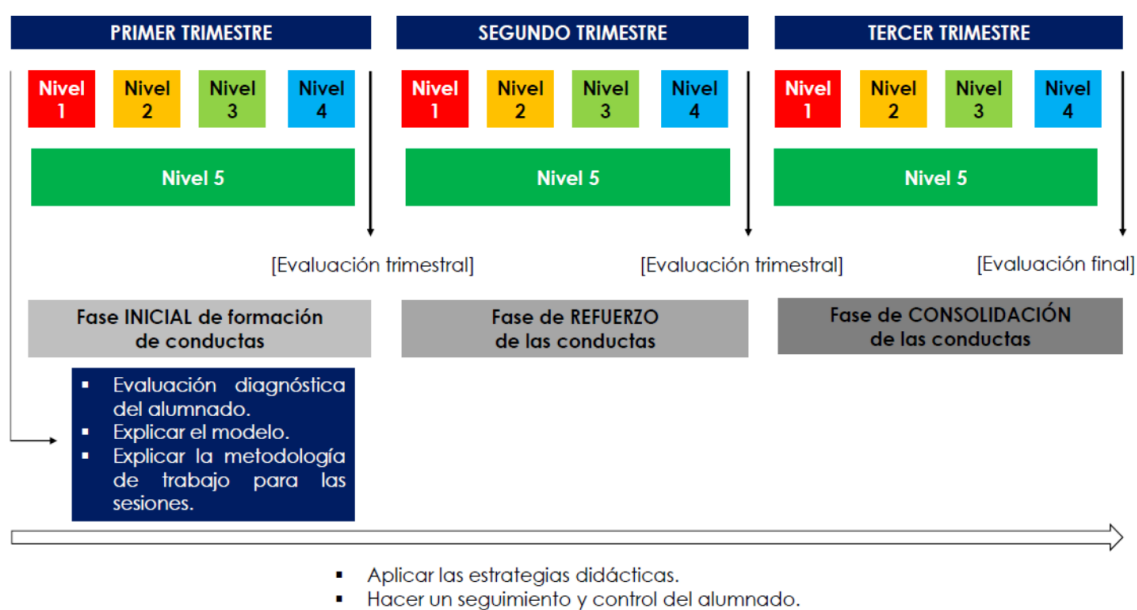 PRIMER TRIMESTRE
SEGUNDO TRIMESTRE
TERCER TRIMESTRE
Nivel
1
Nivel
2
Nivel
3
Nivel
4
Nivel
1
Nivel
2
Nivel
3
Nivel
4
Nivel
1
Nivel
2
Nivel
3
Nivel
4
Nivel 5
Nivel 5
Nivel 5
[Evaluación trimestral]
[Evaluación trimestral]
[Evaluación final]
Fase INICIAL de formación
de conductas
Fase de REFUERZO
de las conductas
Fase de CONSOLIDACIÓN
de las conductas
▪ Evaluación diagnóstica
del alumnado.
▪ Explicar el modelo.
▪ Explicar la metodología
de trabajo para las
sesiones.
▪ Aplicar las estrategias didácticas.
▪ Hacer un seguimiento y control del alumnado.